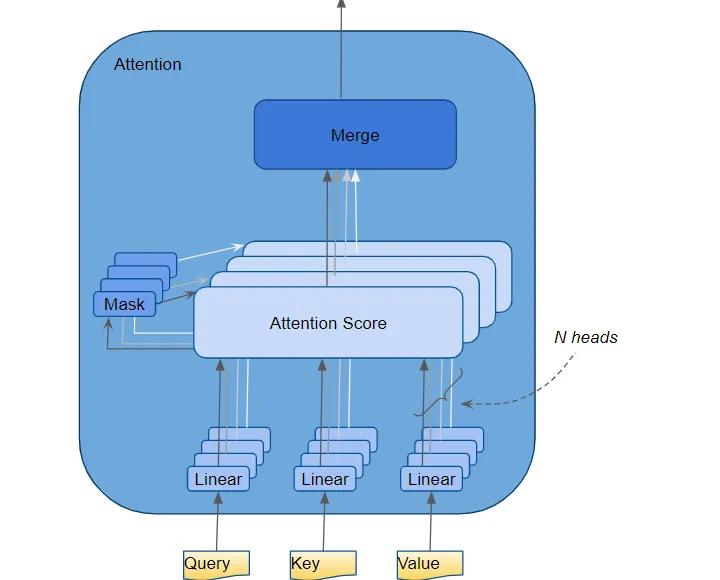 Attention
Merge
Mask
Attention Score
N heads
Linear
Linear
Linear
Query
Key
Value